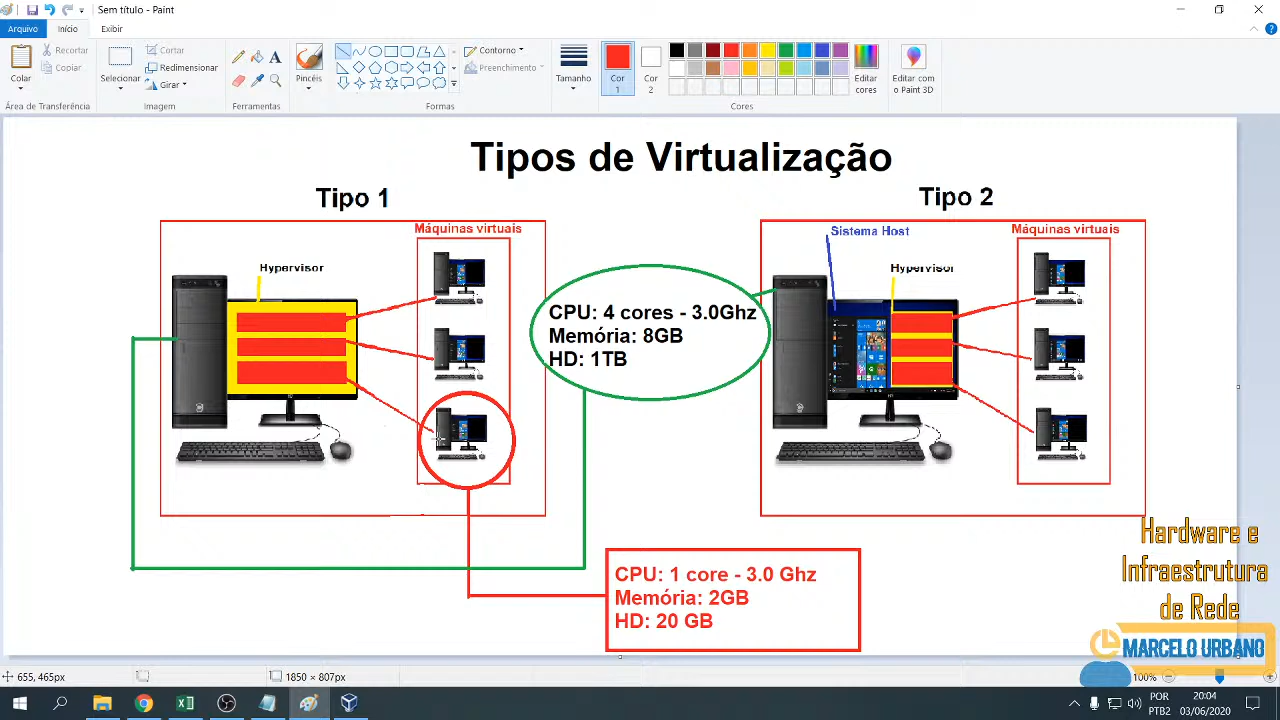 Sem título - Paint
Arquivo
Início
Exibir
Colar
Recortar
Copiar
Área de Transferência
Selecionar
Cortar
Redimensionar
Girar
Imagem
Ferramentas
Pincéis
Formas
Contorno
Preenchimento
Tamanho
Cor
1
Cor
2
Cores
Editar
cores
Editar com
o Paint 3D
Tipos de Virtualização
Tipo 1
Tipo 2
Máquinas virtuais
Hypervisor
Sistema Host
Máquinas virtuais
Hypervisor
CPU: 4 cores - 3.0Ghz
Memória: 8GB
HD: 1TB
CPU: 1 core - 3.0 Ghz
Memória: 2GB
HD: 20 GB
Hardware e
Infraestrutura
de Rede
MARCELO URBANO
655, 465px
1850 × 807px
100%
POR
PTB2
20:04
03/06/2020